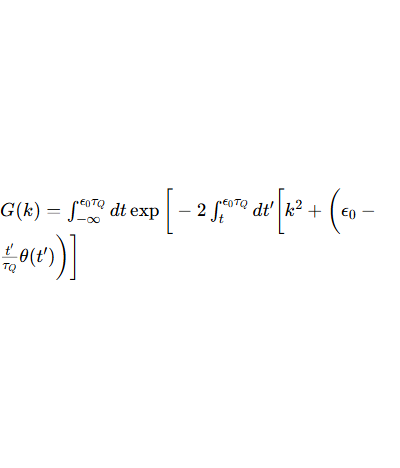 G(k) = ∫_{-∞}^{ϵ₀τ_Q} dt exp [ − 2 ∫_t^{ϵ₀τ_Q} dt′ [ k² + ( ϵ₀ −
t′/τ_Q θ(t′) ) ]